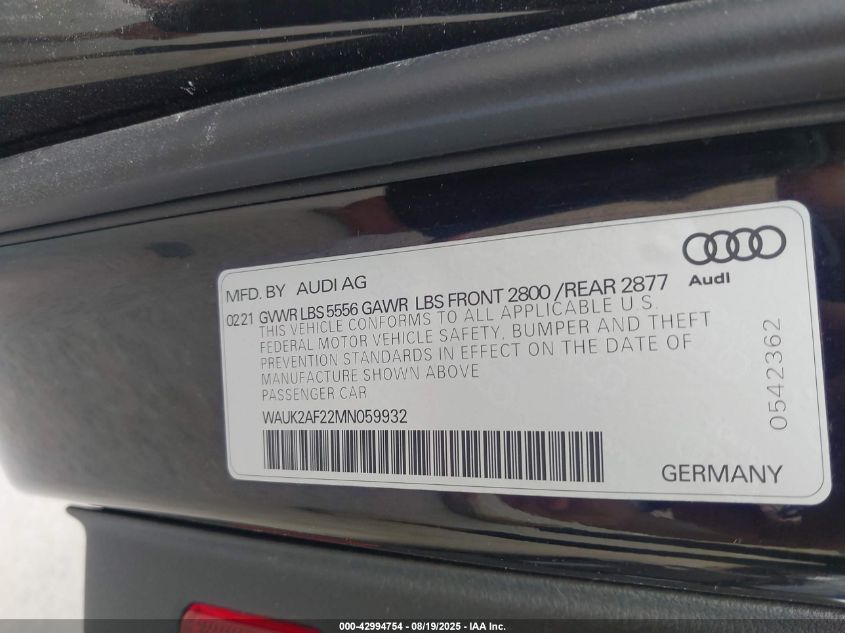 MFD. BY AUDI AG
Audi
0221 GVWR LBS 5556 GAWR LBS FRONT 2800 /REAR 2877
THIS VEHICLE CONFORMS TO ALL APPLICABLE U S.
FEDERAL MOTOR VEHICLE SAFETY, BUMPER AND THEFT
PREVENTION STANDARDS IN EFFECT ON THE DATE OF
MANUFACTURE SHOWN ABOVE
PASSENGER CAR
WAUK2AF22MN059932
0542362
GERMANY
000-42994754 - 08/19/2025 - IAA Inc.